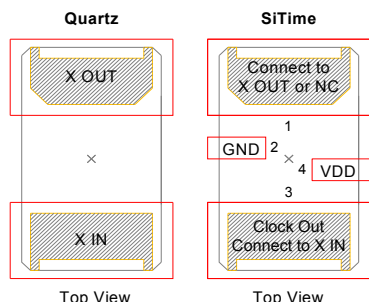 Quartz
X OUT
X IN
Top View
SiTime
Connect to
X OUT or NC
1
GND
2
4
VDD
3
Clock Out
Connect to X IN
Top View